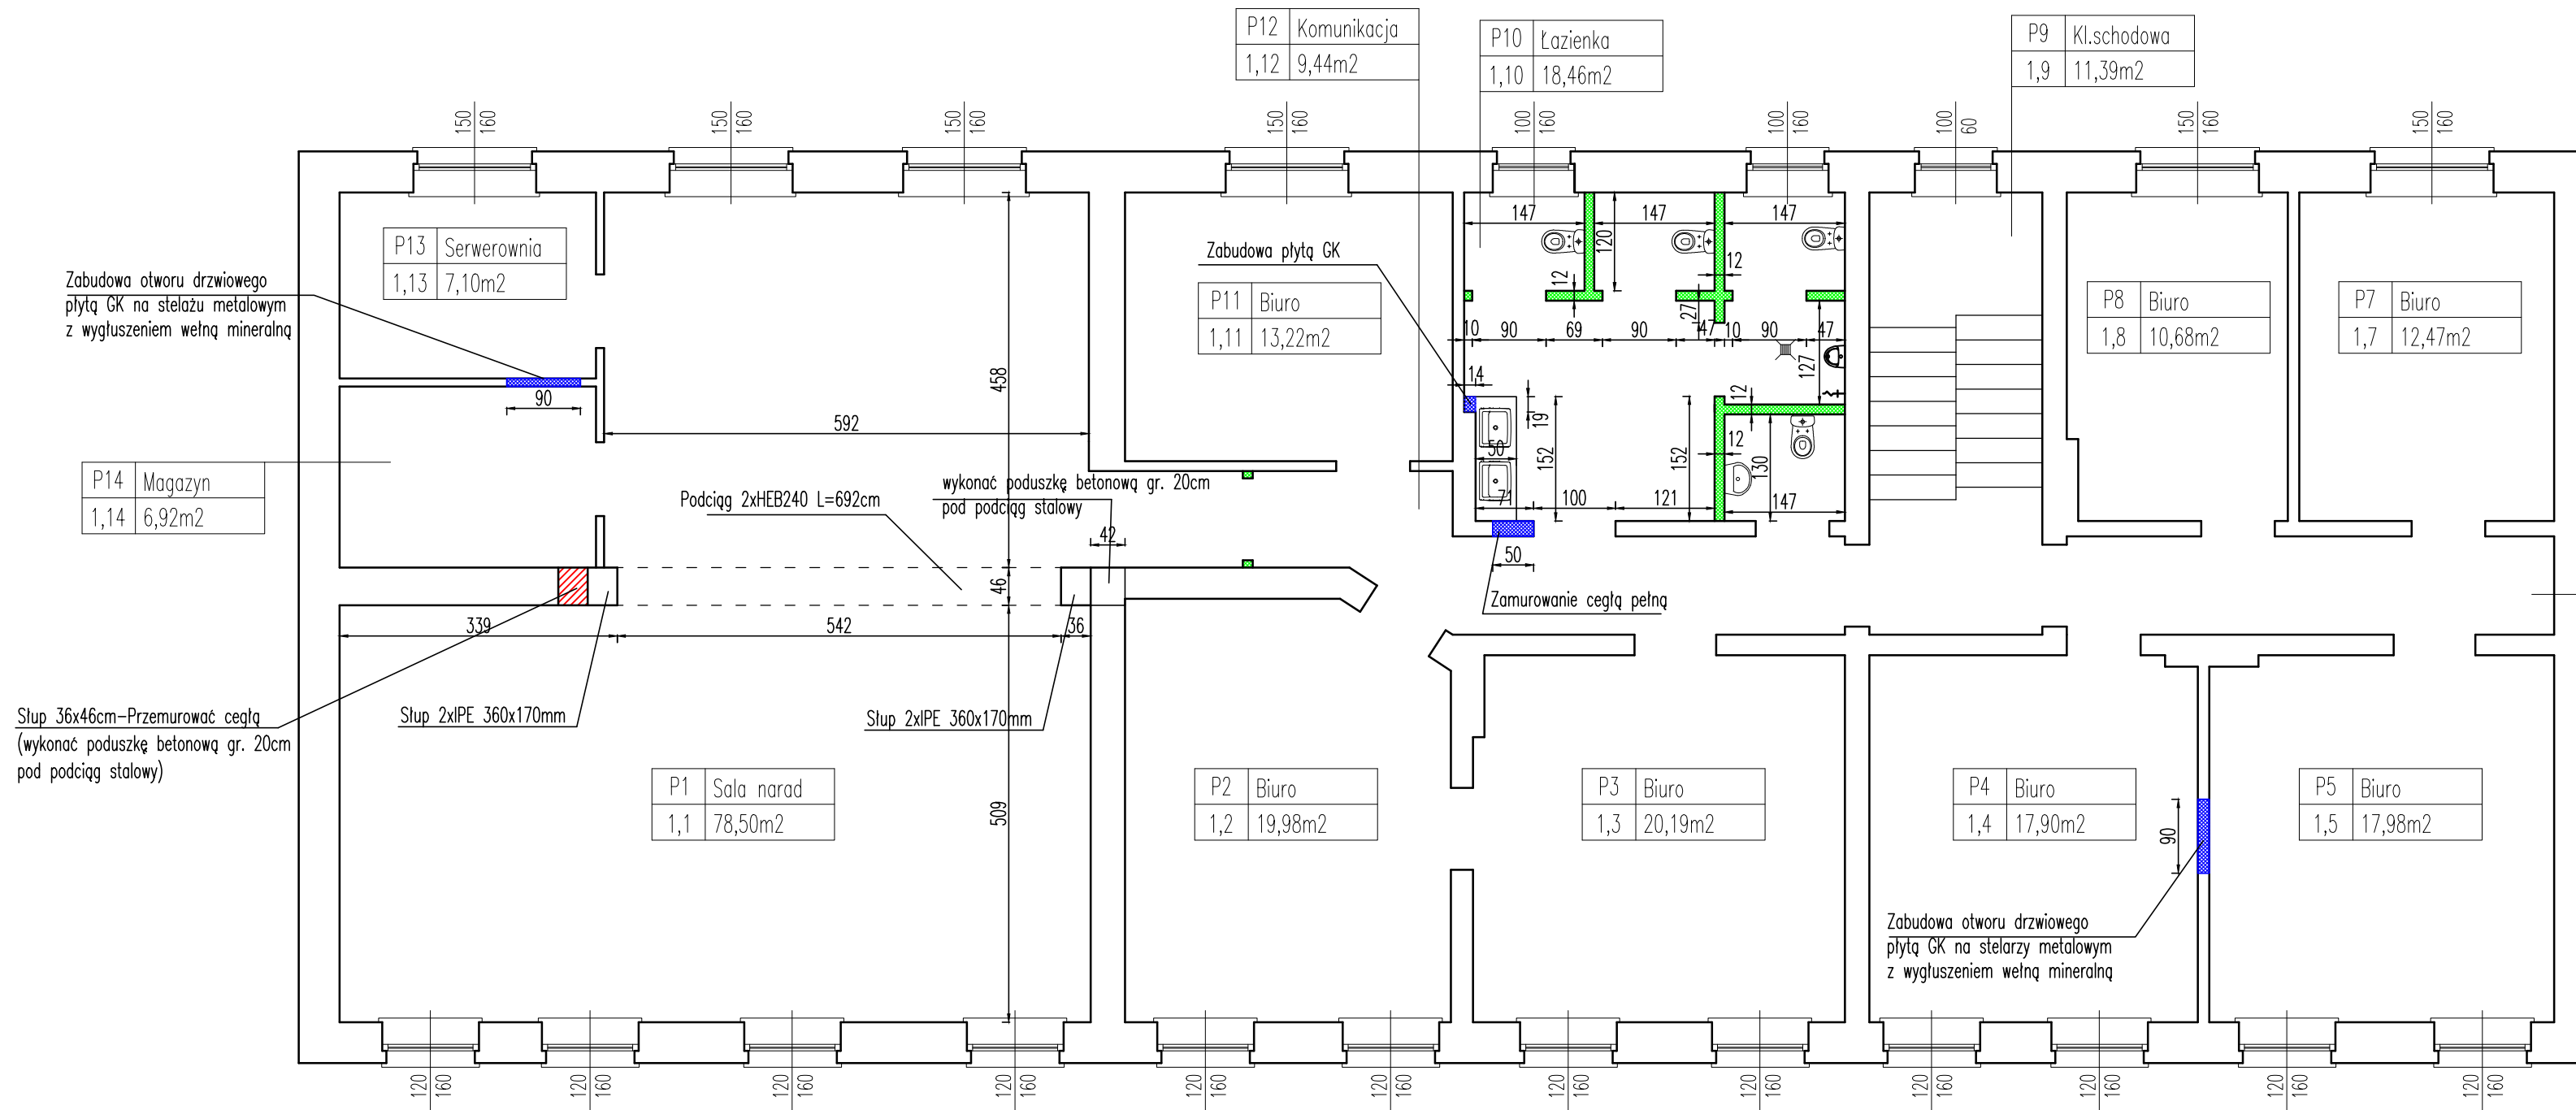 P12 Komunikacja
1,12 9,44m2
P10 Łazienka
1,10 18,46m2
P9 Kl.schodowa
1,9 11,39m2
150 160
150 160
150 160
150 160
100 160
100 160
100 60
150 160
150 160
P13 Serwerownia
1,13 7,10m2
Zabudowa otworu drzwiowego
płytą GK na stelażu metalowym
z wygłuszeniem wełną mineralną
90
592
458
P14 Magazyn
1,14 6,92m2
Podciąg 2xHEB240 L=692cm
wykonać poduszkę betonową gr. 20cm
pod podciąg stalowy
42
46
339
542
36
Zabudowa płytą GK
P11 Biuro
1,11 13,22m2
147
147
147
120
12
12
27
10
90
69
90
47
10
90
47
127
14
19
12
50
152
152
12
130
71
100
121
147
50
Zamurowanie cegłą pełną
P8 Biuro
1,8 10,68m2
P7 Biuro
1,7 12,47m2
Słup 36x46cm-Przemurować cegłą
(wykonać poduszkę betonową gr. 20cm
pod podciąg stalowy)
Słup 2xIPE 360x170mm
Słup 2xIPE 360x170mm
509
P1 Sala narad
1,1 78,50m2
P2 Biuro
1,2 19,98m2
P3 Biuro
1,3 20,19m2
P4 Biuro
1,4 17,90m2
P5 Biuro
1,5 17,98m2
90
Zabudowa otworu drzwiowego
płytą GK na stelarzy metalowym
z wygłuszeniem wełną mineralną
120 160
120 160
120 160
120 160
120 160
120 160
120 160
120 160
120 160
120 160
120 160
120 160